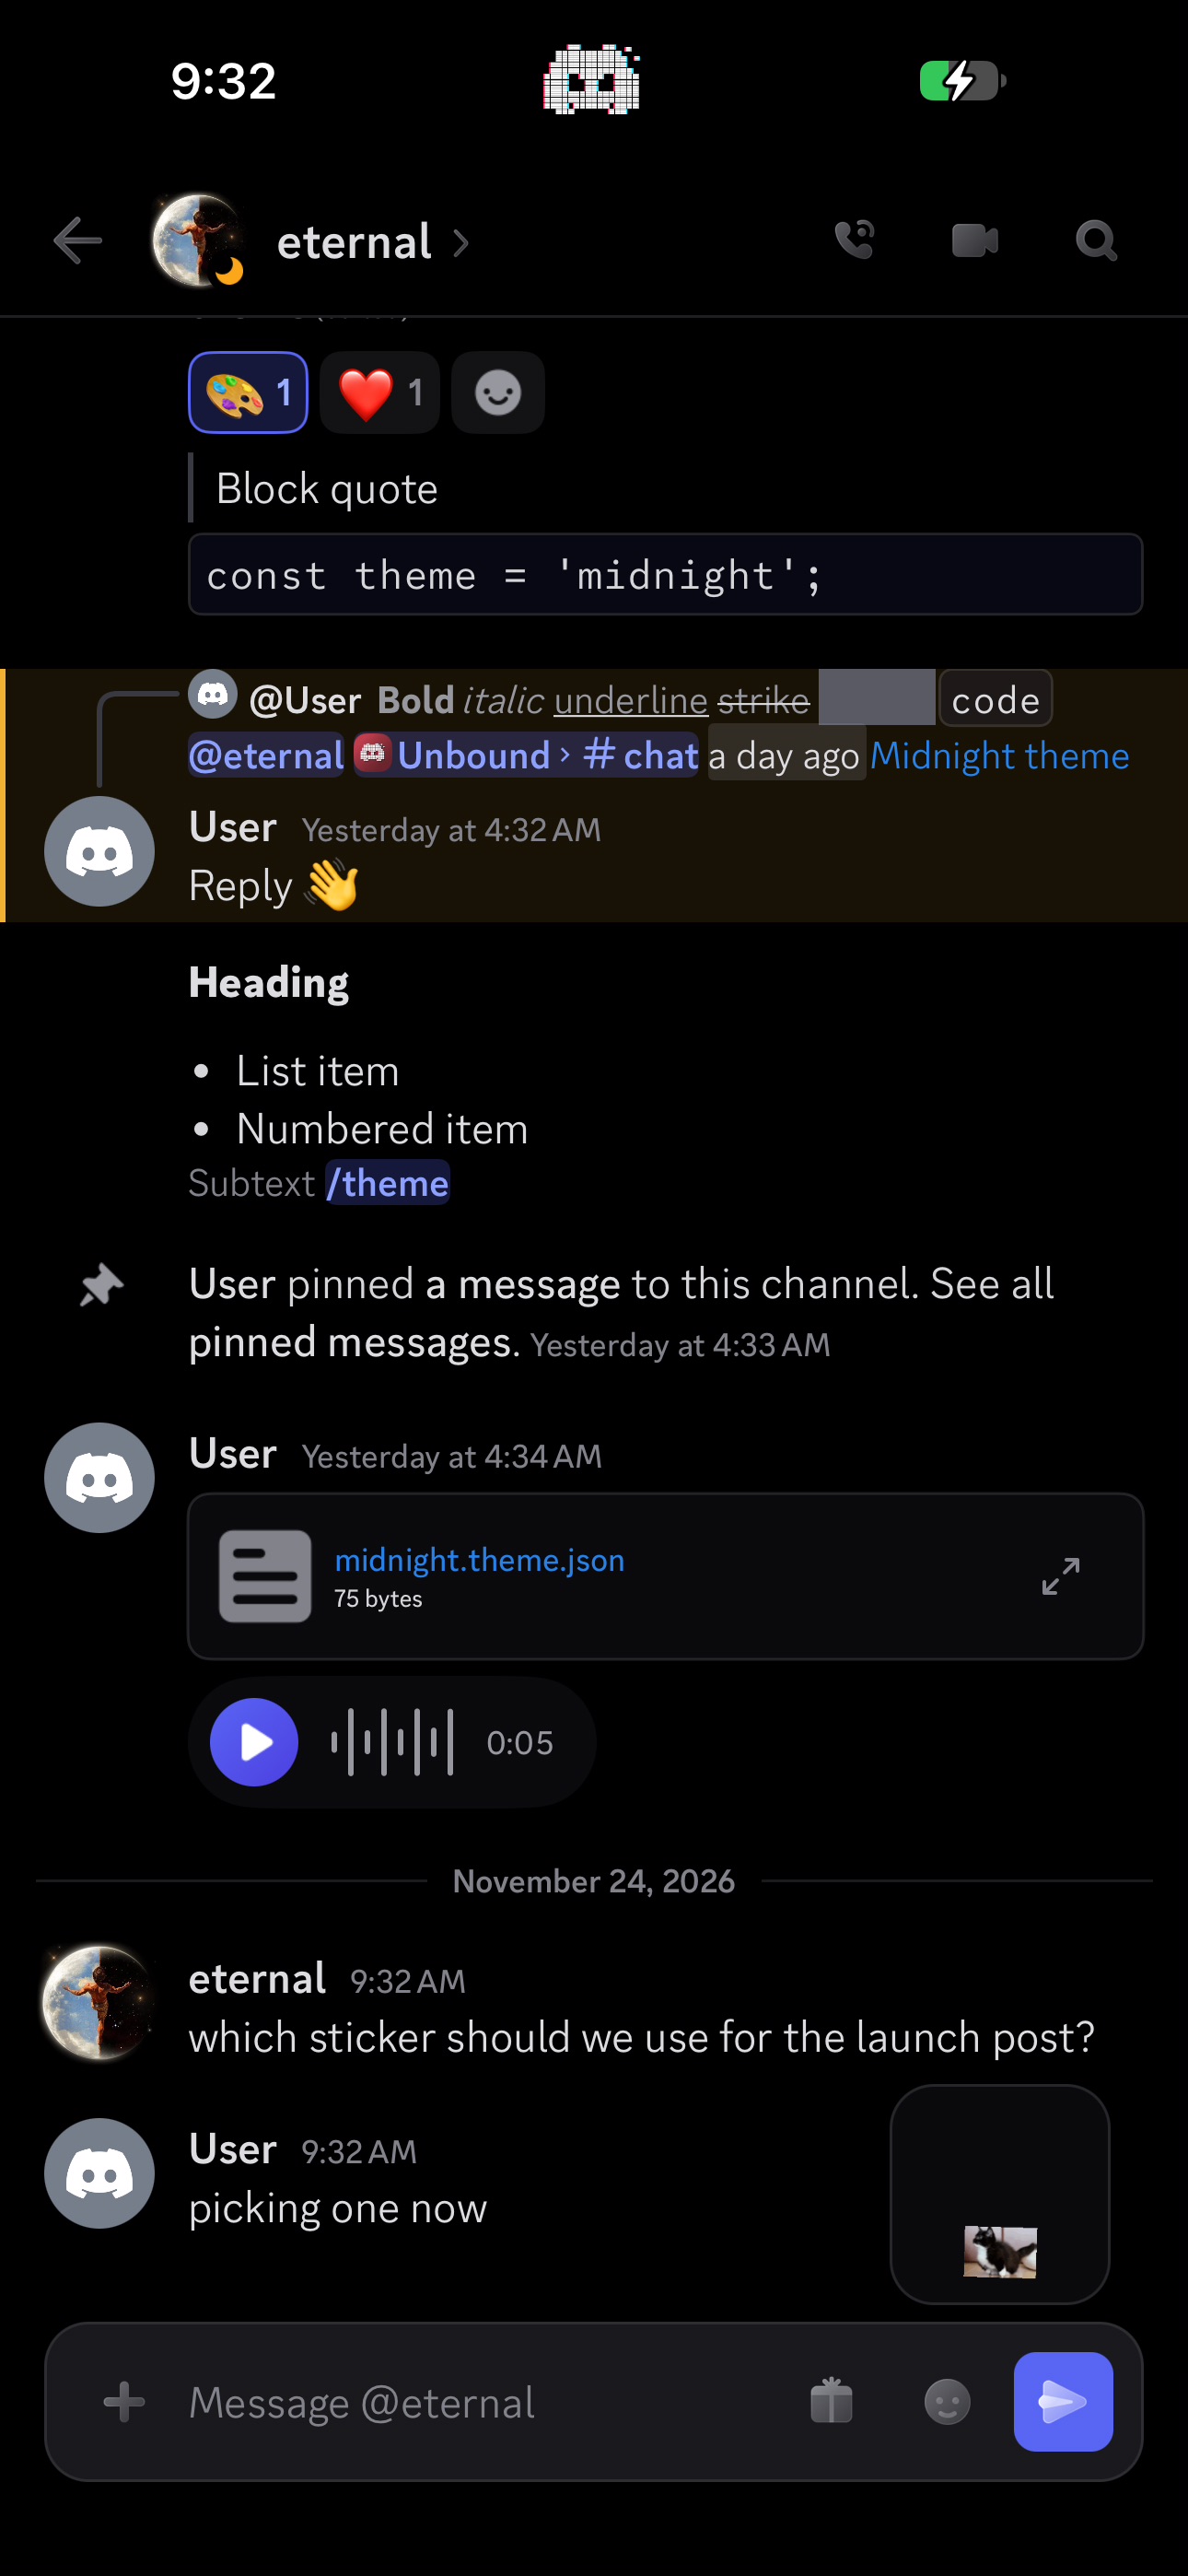 9:32
eternal
1 1
Block quote
const theme = 'midnight';
@User Bold italic underline strike code
@eternal Unbound › # chat a day ago Midnight theme
User Yesterday at 4:32 AM
Reply 👋
Heading
• List item
• Numbered item
Subtext /theme
User pinned a message to this channel. See all
pinned messages. Yesterday at 4:33 AM
User Yesterday at 4:34 AM
midnight.theme.json
75 bytes
0:05
November 24, 2026
eternal 9:32 AM
which sticker should we use for the launch post?
User 9:32 AM
picking one now
Message @eternal